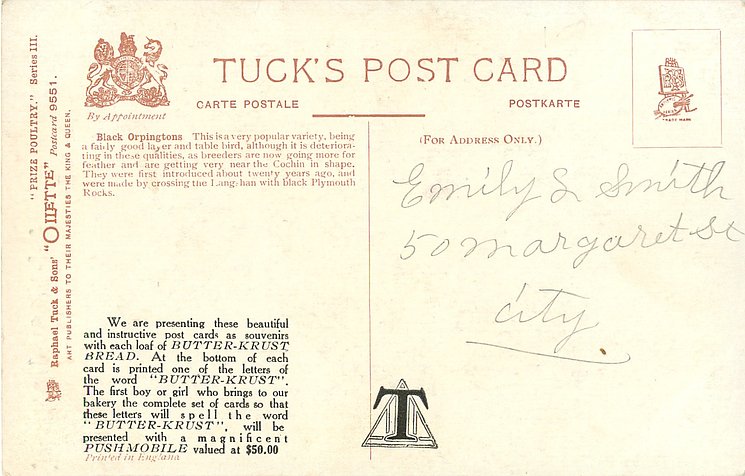 "PRIZE POULTRY." Series III.
Raphael Tuck & Sons' "OILETTE" Postcard 9551.
ART PUBLISHERS TO THEIR MAJESTIES THE KING & QUEEN.
By Appointment
TUCK'S POST CARD
CARTE POSTALE
POSTKARTE
Black Orpingtons This is a very popular variety, being
a fairly good layer and table bird, although it is deteriora-
ting in these qualities, as breeders are now going more for
feather and are getting very near the Cochin in shape.
They were first introduced about twenty years ago, and
were made by crossing the Langshan with black Plymouth
Rocks.
We are presenting these beautiful
and instructive post cards as souvenirs
with each loaf of BUTTER-KRUST
BREAD. At the bottom of each
card is printed one of the letters of
the word "BUTTER-KRUST".
The first boy or girl who brings to our
bakery the complete set of cards so that
these letters will spell the word
"BUTTER-KRUST", will be
presented with a magnificent
PUSHMOBILE valued at $50.00
Printed in England
(FOR ADDRESS ONLY.)
Emily L Smith
50 Margaret St
City
T
TRADE MARK